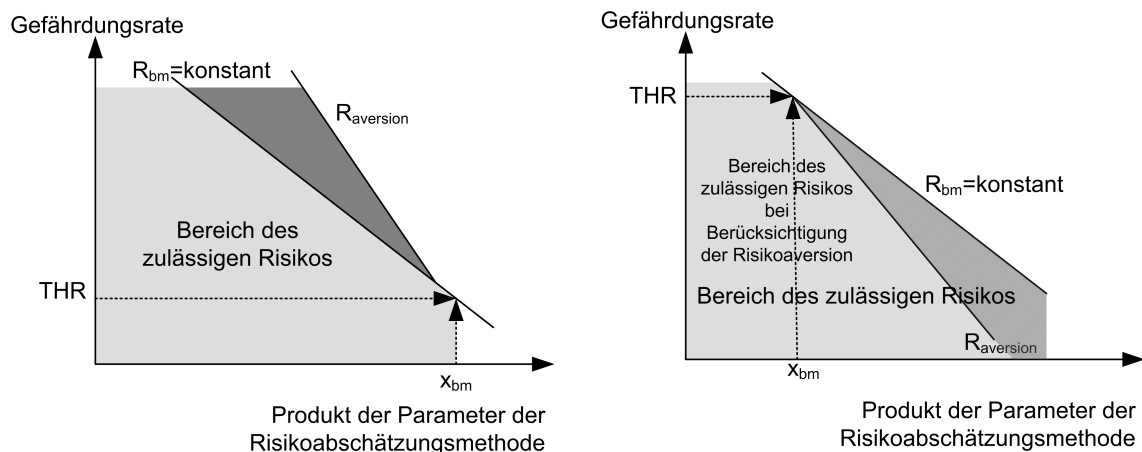 Gefährdungsrate
R_bm=konstant
R_aversion
Bereich des
zulässigen Risikos
THR
x_bm
Produkt der Parameter der
Risikoabschätzungsmethode
Gefährdungsrate
THR
Bereich des
zulässigen Risikos
bei
Berücksichtigung
der Risikoaversion
R_bm=konstant
Bereich des zulässigen Risikos
R_aversion
x_bm
Produkt der Parameter der
Risikoabschätzungsmethode